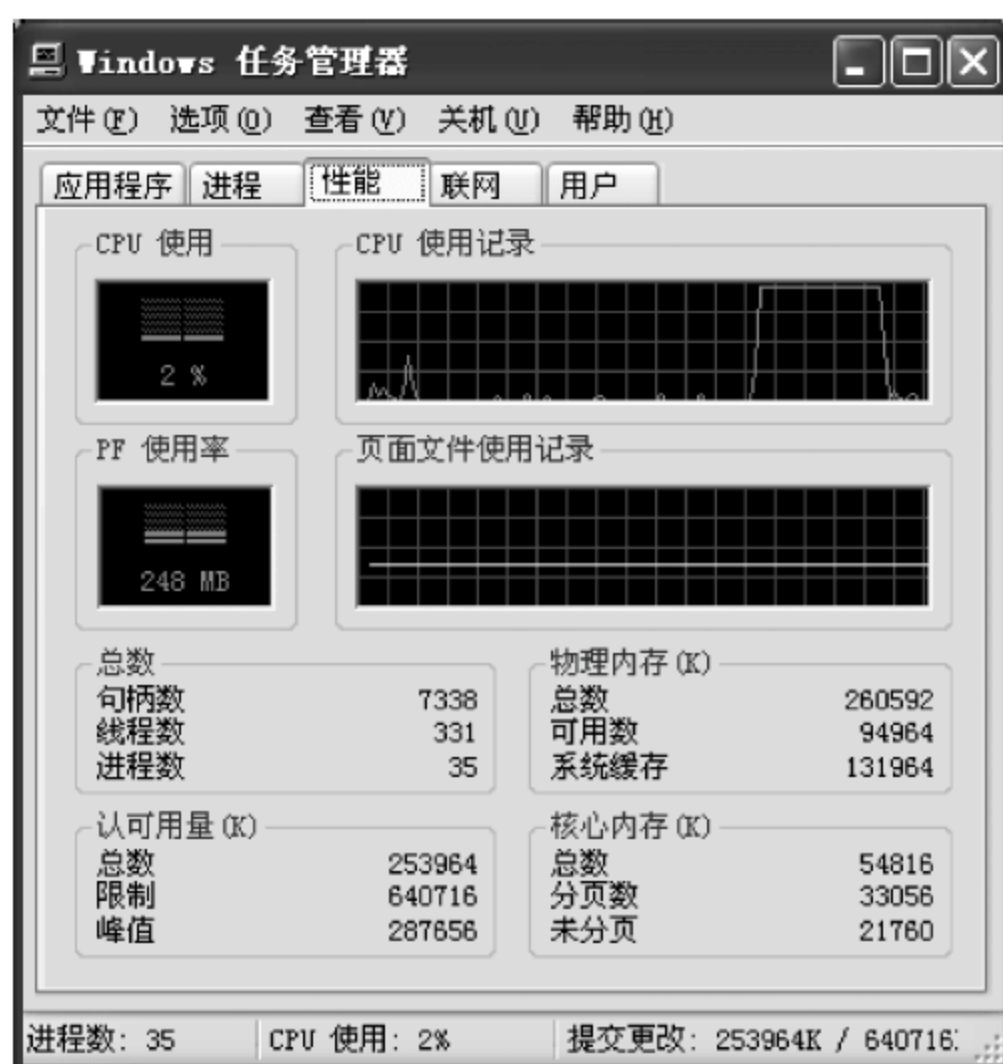 Windows 任务管理器
文件(F) 选项(O) 查看(V) 关机(U) 帮助(H)
应用程序 进程 性能 联网 用户
CPU 使用 CPU 使用记录
2 %
PF 使用率 页面文件使用记录
248 MB
总数 物理内存(K)
句柄数 7338 总数 260592
线程数 331 可用数 94964
进程数 35 系统缓存 131964
认可用量(K) 核心内存(K)
总数 253964 总数 54816
限制 640716 分页数 33056
峰值 287656 未分页 21760
进程数: 35 CPU 使用: 2% 提交更改: 253964K / 640716